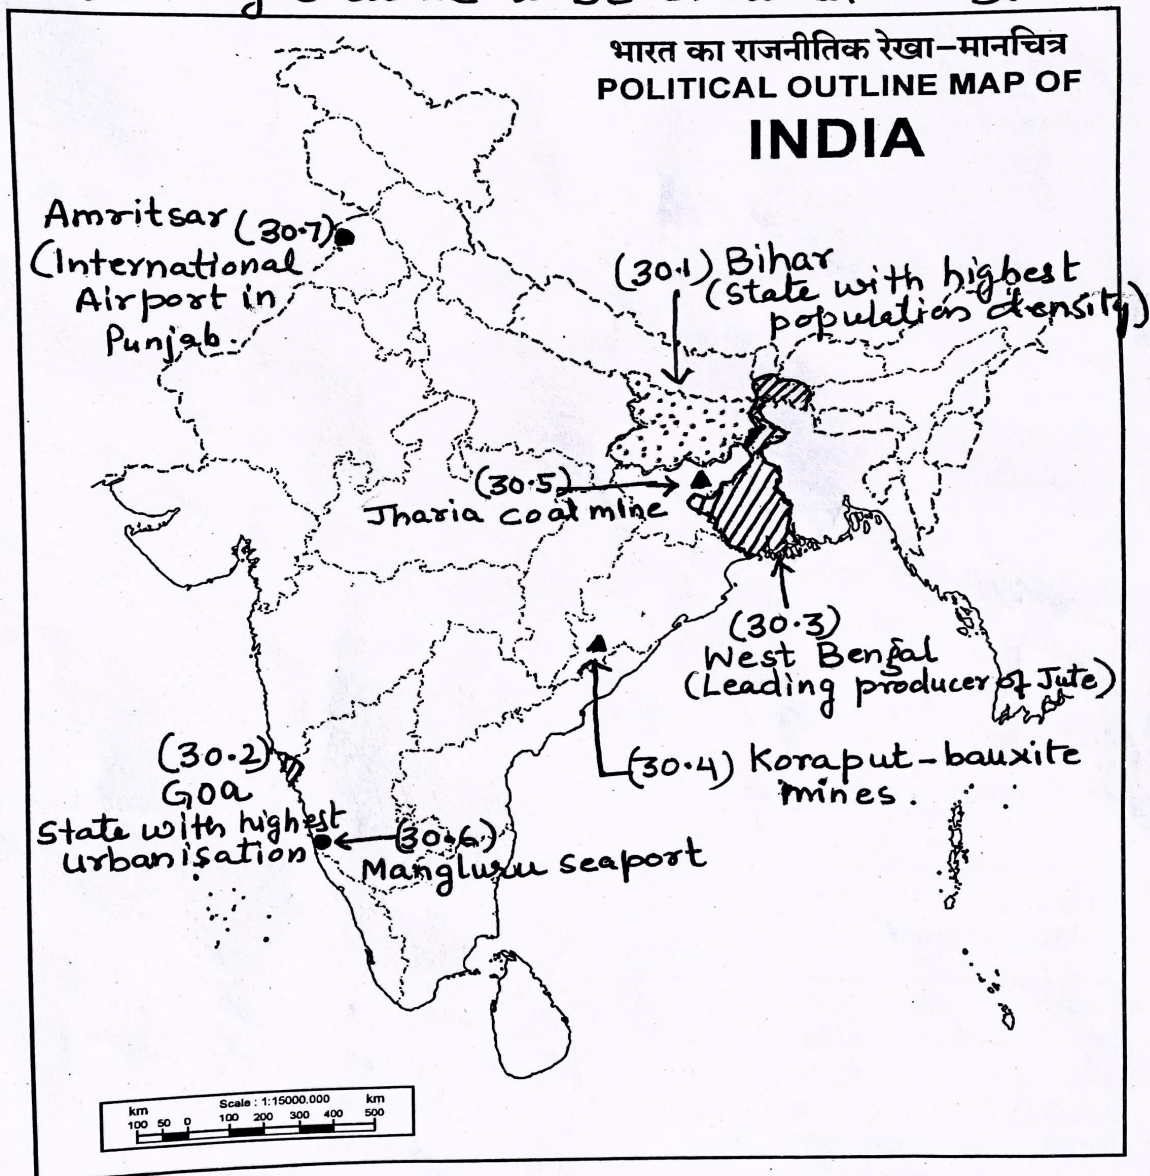 भारत का राजनीतिक रेखा–मानचित्र
POLITICAL OUTLINE MAP OF
INDIA
Amritsar (30.7)
(International
Airport in
Punjab.
(30.1) Bihar
(State with highest
population density)
(30.5)
Jharia coal mine
(30.3)
West Bengal
(Leading producer of Jute)
(30.4) Koraput - bauxite
mines.
(30.2)
Goa
State with highest
urbanisation
(30.6)
Mangluru seaport
Scale : 1:15000.000
km km
100 50 0 100 200 300 400 500